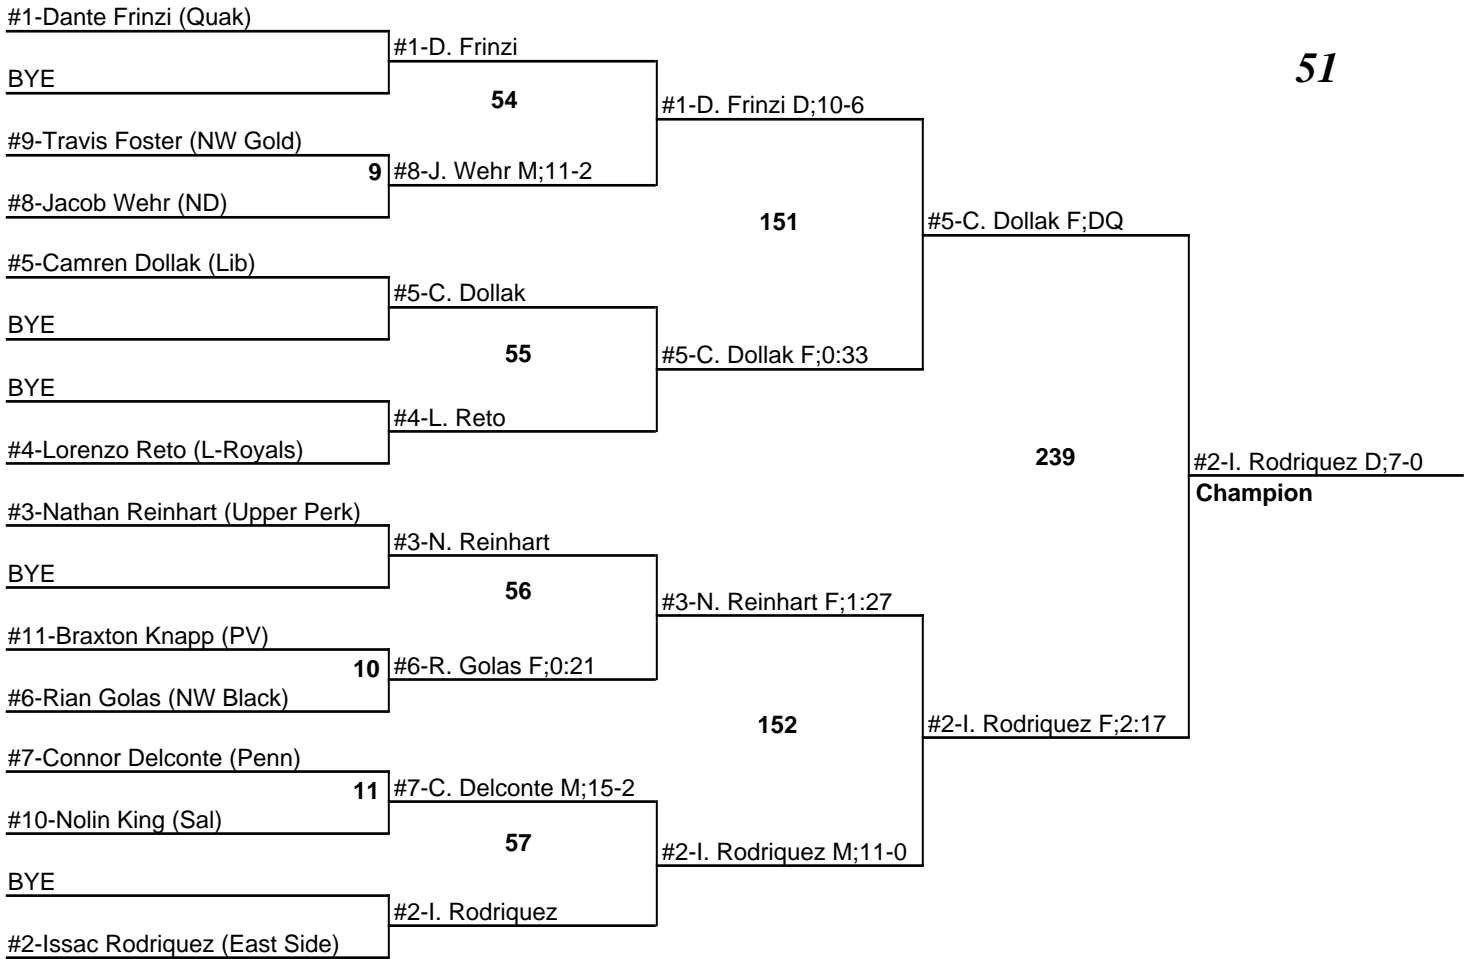 #1-Dante Frinzi (Quak)
BYE
#9-Travis Foster (NW Gold)
#8-Jacob Wehr (ND)
#5-Camren Dollak (Lib)
BYE
BYE
#4-Lorenzo Reto (L-Royals)
#3-Nathan Reinhart (Upper Perk)
BYE
#11-Braxton Knapp (PV)
#6-Rian Golas (NW Black)
#7-Connor Delconte (Penn)
#10-Nolin King (Sal)
BYE
#2-Issac Rodriquez (East Side)
9
10
11
#1-D. Frinzi
#8-J. Wehr M;11-2
#5-C. Dollak
#4-L. Reto
#3-N. Reinhart
#6-R. Golas F;0:21
#7-C. Delconte M;15-2
#2-I. Rodriquez
54
55
56
57
#1-D. Frinzi D;10-6
#5-C. Dollak F;0:33
#3-N. Reinhart F;1:27
#2-I. Rodriquez M;11-0
151
152
#5-C. Dollak F;DQ
#2-I. Rodriquez F;2:17
239
#2-I. Rodriquez D;7-0
Champion
51